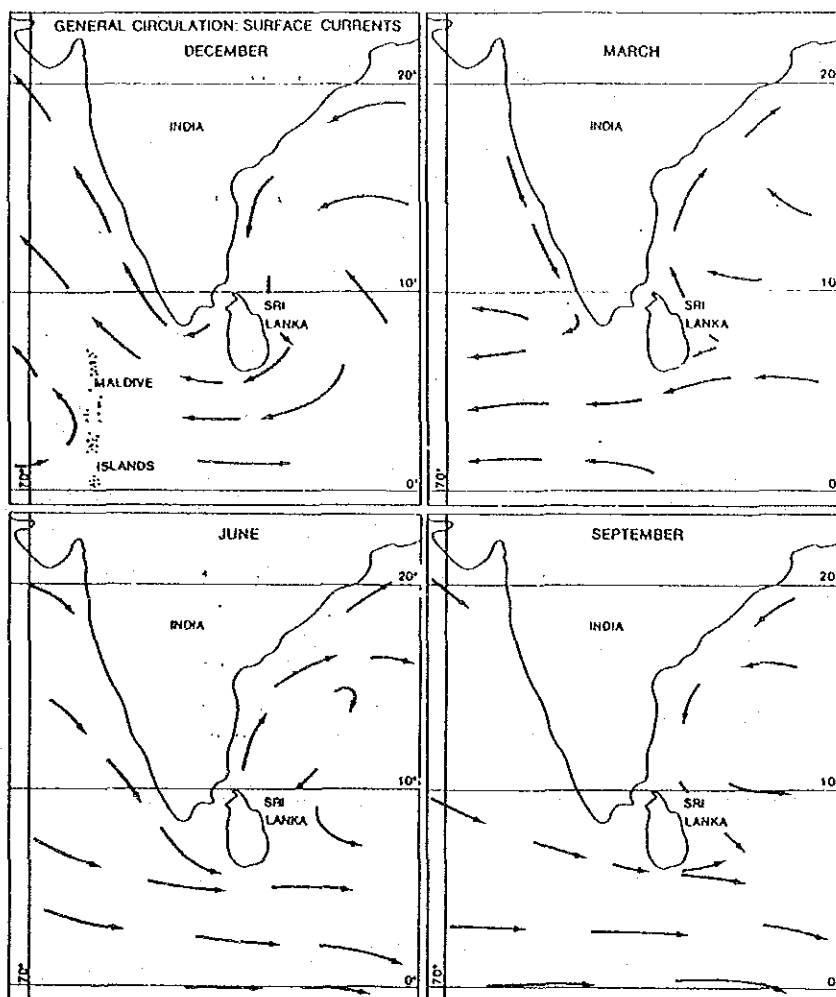 GENERAL CIRCULATION: SURFACE CURRENTS
DECEMBER
20°
INDIA
10°
SRI
LANKA
MALDIVE
ISLANDS
70°
0°
MARCH
20
INDIA
10
SRI
LANKA
70°
0
JUNE
20°
INDIA
10°
SRI
LANKA
70°
0°
SEPTEMBER
20
INDIA
10
SRI
LANKA
70°
0